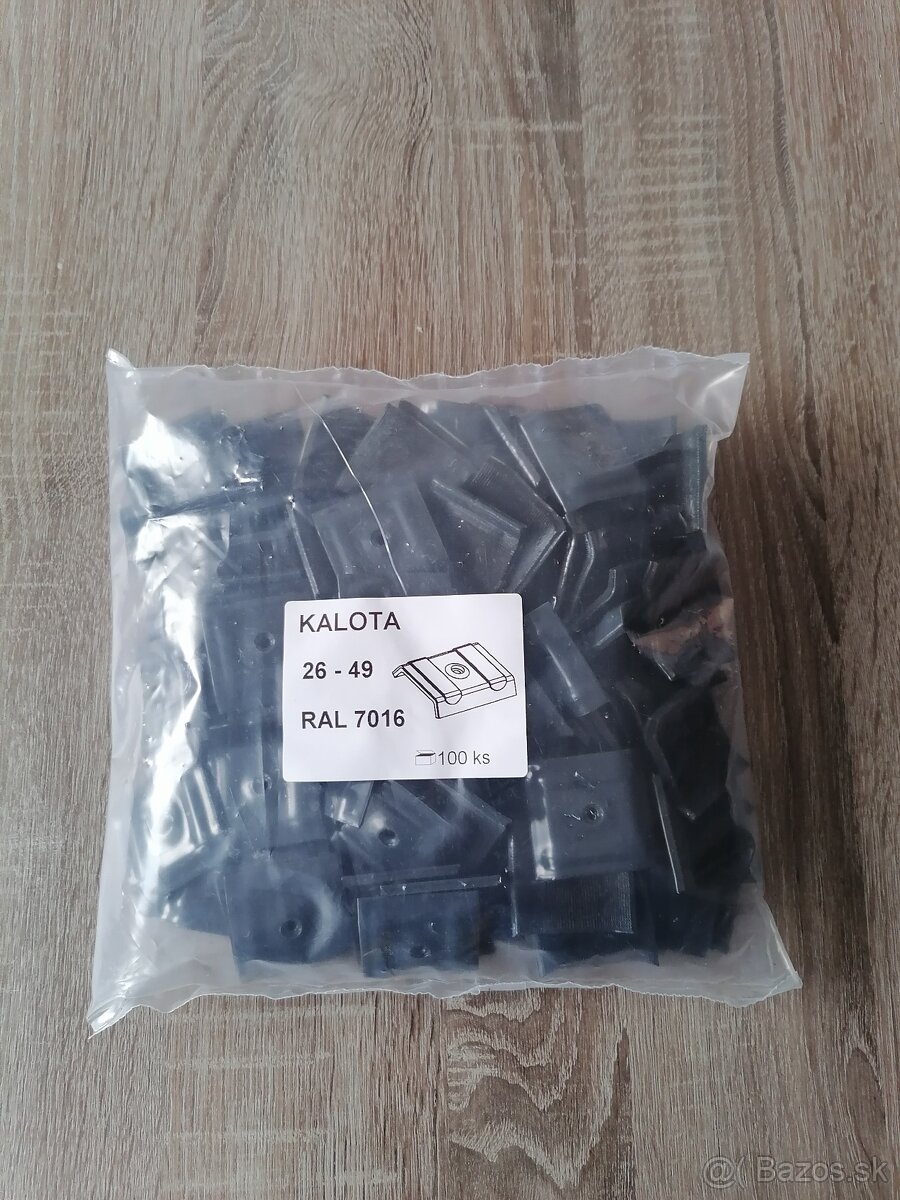 KALOTA
26 - 49
RAL 7016
100 ks
@( Bazos.sk